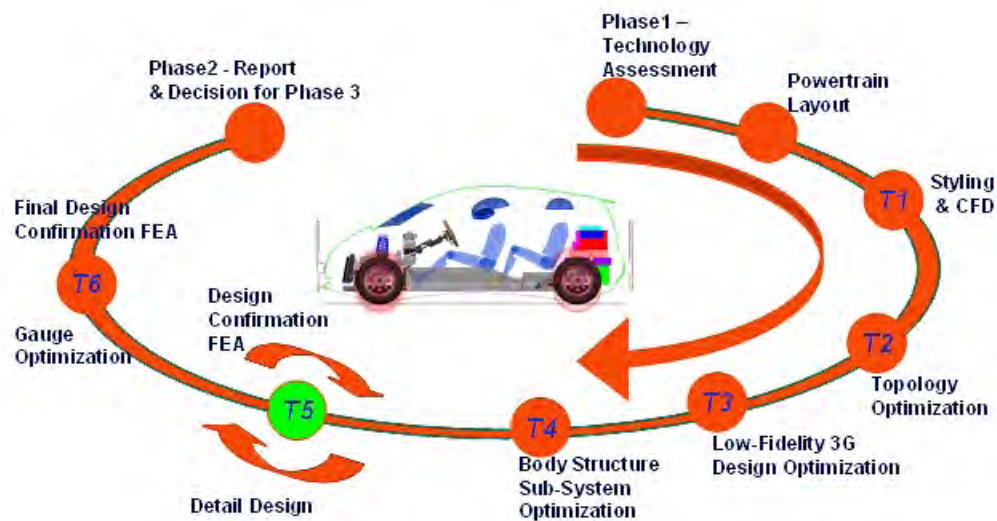 Phase1 –
Technology
Assessment
Powertrain
Layout
T1
Styling
& CFD
T2
Topology
Optimization
T3
Low-Fidelity 3G
Design Optimization
T4
Body Structure
Sub-System
Optimization
T5
Design
Confirmation
FEA
Detail Design
Gauge
Optimization
T6
Final Design
Confirmation FEA
Phase2 - Report
& Decision for Phase 3